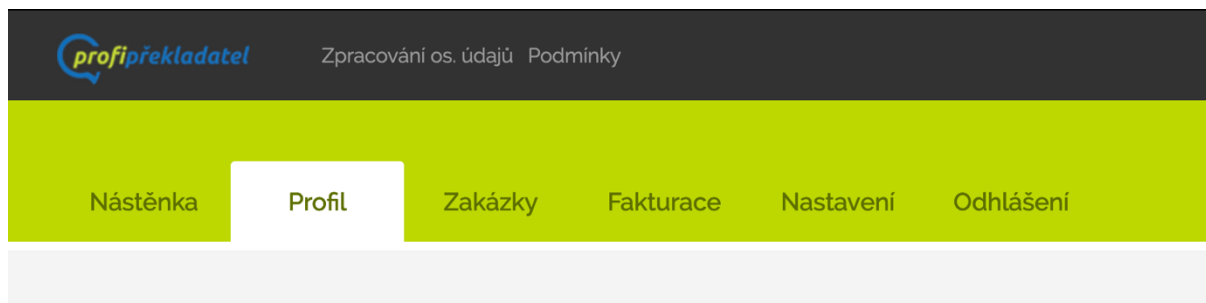 profipřekladatel Zpracování os. údajů Podmínky
Nástěnka Profil Zakázky Fakturace Nastavení Odhlášení